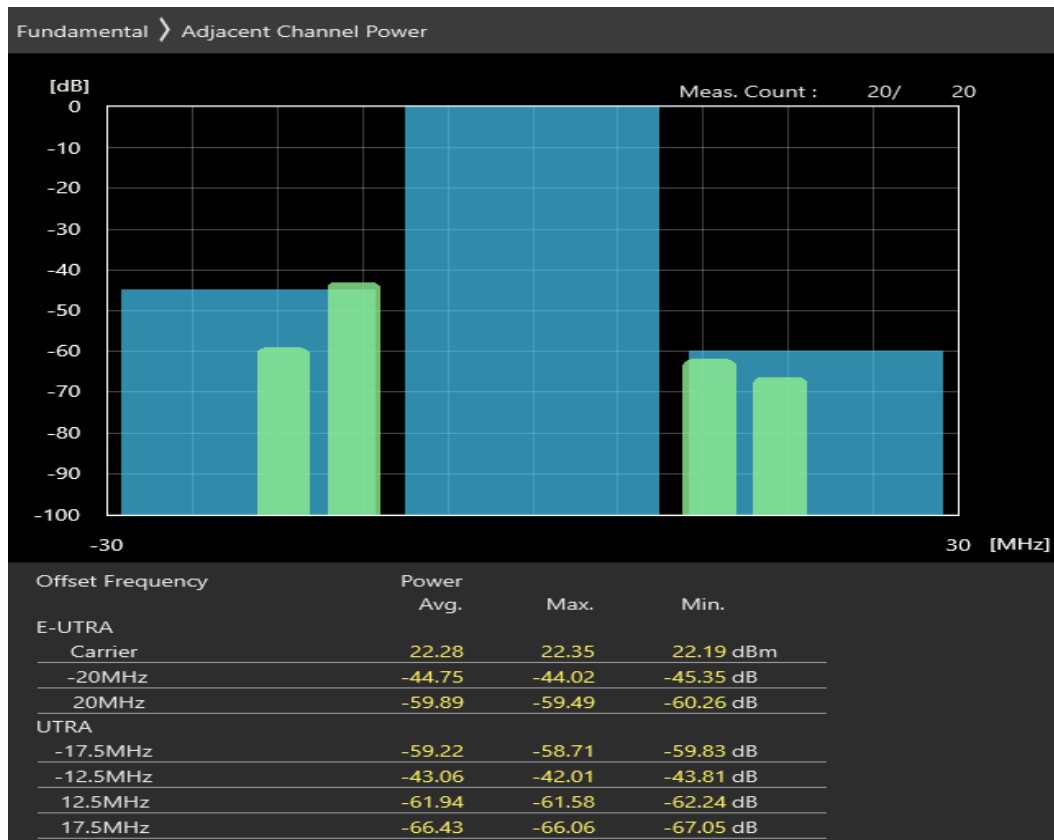 Fundamental 〉 Adjacent Channel Power
[dB]
Meas. Count : 20/ 20
0
-10
-20
-30
-40
-50
-60
-70
-80
-90
-100
-30 30 [MHz]
Offset Frequency Power
Avg. Max. Min.
E-UTRA
Carrier 22.28 22.35 22.19 dBm
-20MHz -44.75 -44.02 -45.35 dB
20MHz -59.89 -59.49 -60.26 dB
UTRA
-17.5MHz -59.22 -58.71 -59.83 dB
-12.5MHz -43.06 -42.01 -43.81 dB
12.5MHz -61.94 -61.58 -62.24 dB
17.5MHz -66.43 -66.06 -67.05 dB